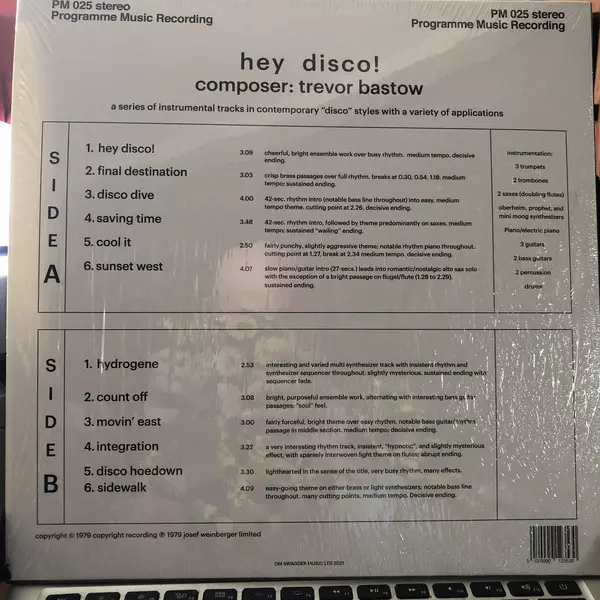 PM 025 stereo
Programme Music Recording
PM 025 stereo
Programme Music Recording
hey disco!
composer: trevor bastow
a series of instrumental tracks in contemporary "disco" styles with a variety of applications
SIDE A
1. hey disco! 3.09 cheerful, bright ensemble work over busy rhythm. medium tempo. decisive
ending.
2. final destination 3.03 crisp brass passages over full rhythm. breaks at 0.30, 0.54, 1.18. medium
tempo; sustained ending.
3. disco dive 4.00 42-sec. rhythm intro (notable bass line throughout) into easy, medium
tempo theme. cutting point at 2.26. decisive ending.
4. saving time 3.48 42-sec. rhythm intro, followed by theme predominantly on saxes. medium
tempo; sustained "wailing" ending.
5. cool it 2.50 fairly punchy, slightly aggressive theme; notable rhythm piano throughout.
cutting point at 1.27, break at 2.34 medium tempo. decisive ending.
6. sunset west 4.07 slow piano/guitar intro (27-secs.) leads into romantic/nostalgic alto sax solo
with the exception of a bright passage on flugel/flute (1.28 to 2.29).
sustained ending.
instrumentation:
3 trumpets
2 trombones
2 saxes (doubling flutes)
oberheim, prophet, and
mini moog synthesizers
Piano/electric piano
2 guitars
2 bass guitars
2 percussion
drums
SIDE B
1. hydrogene 2.53 interesting and varied multi synthesizer track with insistent rhythm and
synthesizer sequencer throughout. slightly mysterious. sustained ending with
sequencer fade.
2. count off 3.08 bright, purposeful ensemble work, alternating with interesting bass guitar
passages: "soul" feel.
3. movin' east 3.00 fairly forceful, bright theme over easy rhythm. notable bass guitar/rhythm
passage in middle section. medium tempo; decisive ending.
4. integration 3.22 a very interesting rhythm track, insistent, "hypnotic", and slightly mysterious
effect, with sparsely interwoven light theme on flutes; abrupt ending.
5. disco hoedown 3.30 lighthearted in the sense of the title, very busy rhythm, many effects.
6. sidewalk 4.09 easy-going theme on either brass or light synthesizers, notable bass line
throughout. many cutting points. medium tempo. Decisive ending.
copyright © 1979 copyright recording ℗ 1979 josef weinberger limited
OM SWAGGER MUSIC LTD 2021